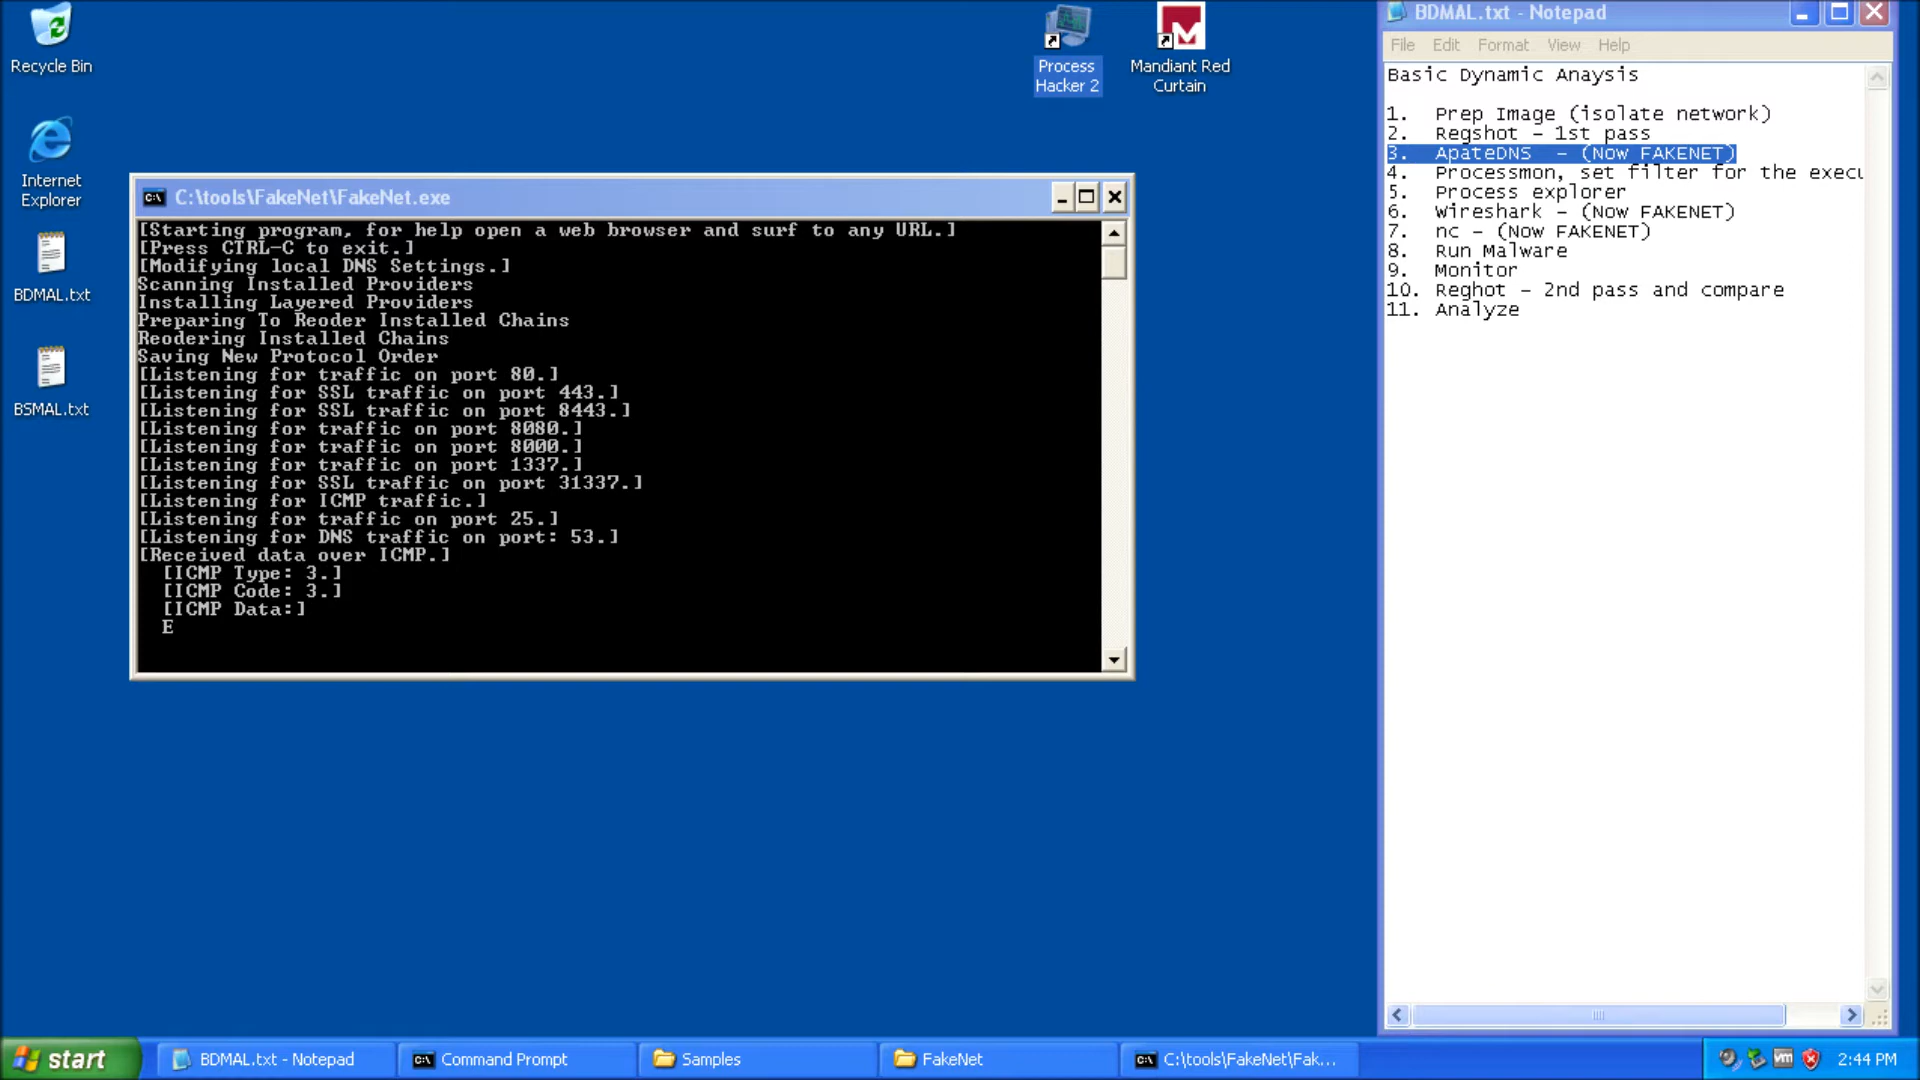 Recycle Bin
Internet
Explorer
BDMAL.txt
BSMAL.txt
Process
Hacker 2
Mandiant Red
Curtain
C:\tools\FakeNet\FakeNet.exe
[Starting program, for help open a web browser and surf to any URL.]
[Press CTRL-C to exit.]
[Modifying local DNS Settings.]
Scanning Installed Providers
Installing Layered Providers
Preparing To Reoder Installed Chains
Reodering Installed Chains
Saving New Protocol Order
[Listening for traffic on port 80.]
[Listening for SSL traffic on port 443.]
[Listening for SSL traffic on port 8443.]
[Listening for traffic on port 8080.]
[Listening for traffic on port 8000.]
[Listening for traffic on port 1337.]
[Listening for SSL traffic on port 31337.]
[Listening for ICMP traffic.]
[Listening for traffic on port 25.]
[Listening for DNS traffic on port: 53.]
[Received data over ICMP.]
[ICMP Type: 3.]
[ICMP Code: 3.]
[ICMP Data:]
E
BDMAL.txt - Notepad
File Edit Format View Help
Basic Dynamic Anaysis
1. Prep Image (isolate network)
2. Regshot - 1st pass
3. ApateDNS - (Now FAKENET)
4. Processmon, set filter for the execu
5. Process explorer
6. Wireshark - (Now FAKENET)
7. nc - (Now FAKENET)
8. Run Malware
9. Monitor
10. Reghot - 2nd pass and compare
11. Analyze
start
BDMAL.txt - Notepad
Command Prompt
Samples
FakeNet
C:\tools\FakeNet\Fak...
2:44 PM